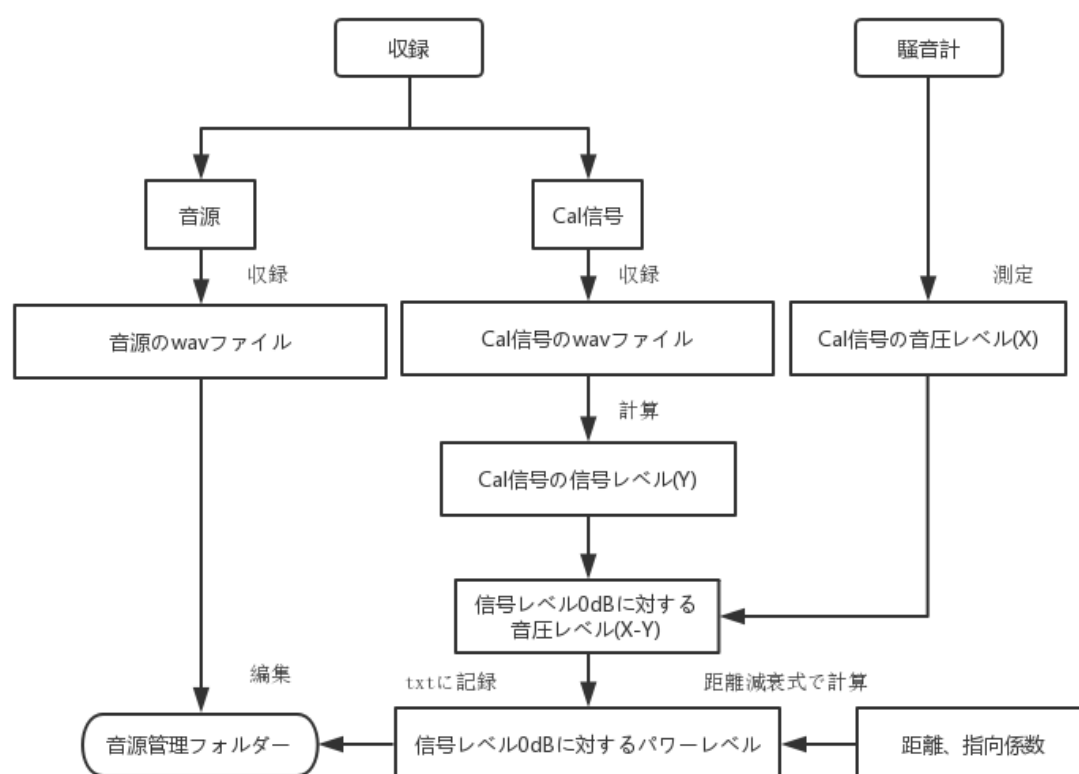 収録
騒音計
音源
Cal信号
収録
収録
測定
音源のwavファイル
Cal信号のwavファイル
Cal信号の音圧レベル(X)
計算
Cal信号の信号レベル(Y)
信号レベル0dBに対する
音圧レベル(X-Y)
編集
txtに記録
距離減衰式で計算
音源管理フォルダー
信号レベル0dBに対するパワーレベル
距離、指向係数